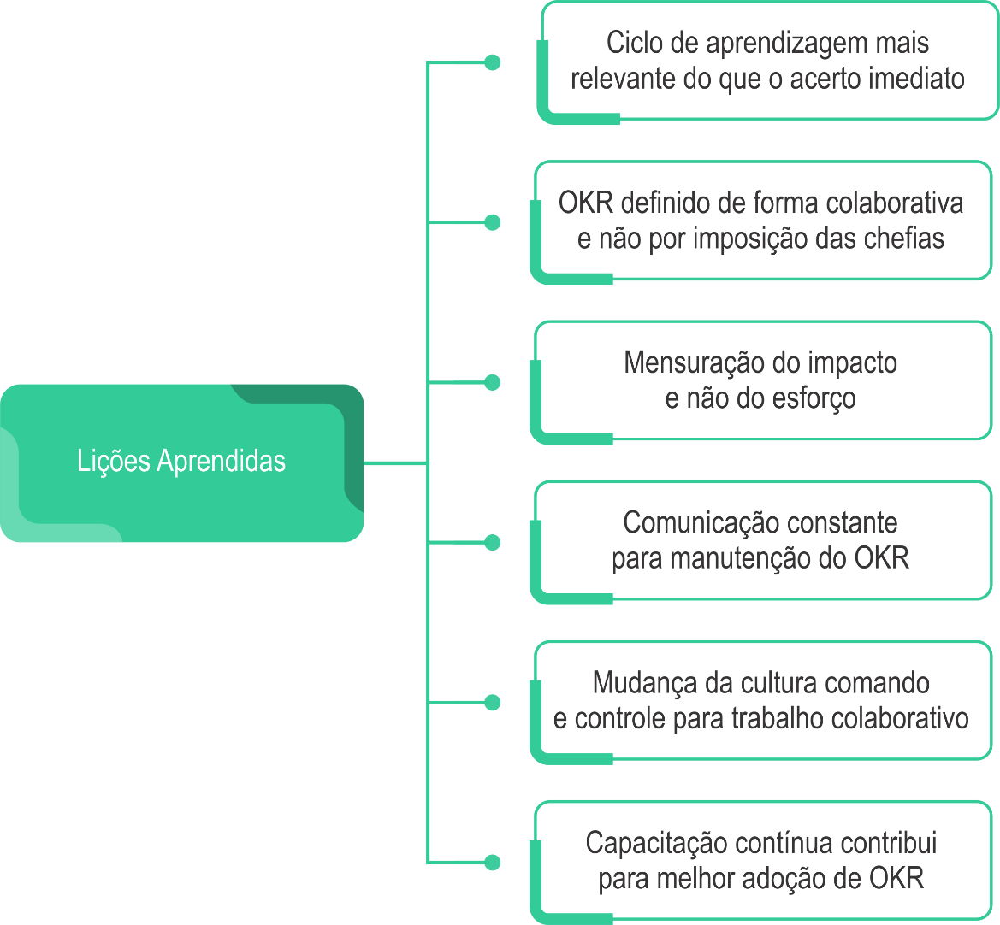 Ciclo de aprendizagem mais
relevante do que o acerto imediato
OKR definido de forma colaborativa
e não por imposição das chefias
Mensuração do impacto
e não do esforço
Lições Aprendidas
Comunicação constante
para manutenção do OKR
Mudança da cultura comando
e controle para trabalho colaborativo
Capacitação contínua contribui
para melhor adoção de OKR